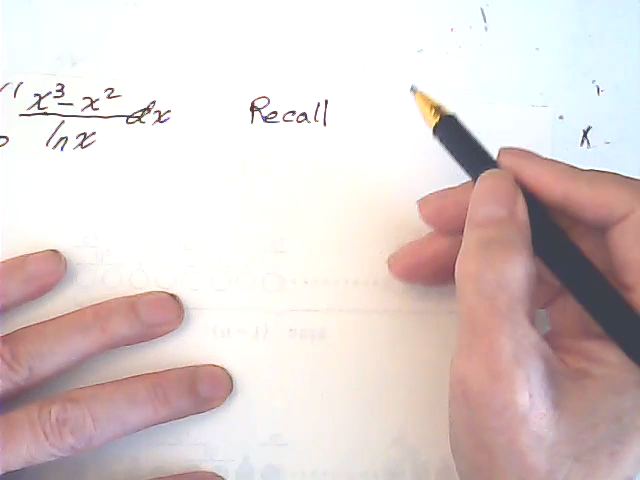 x³ - x² / ln x dx Recall